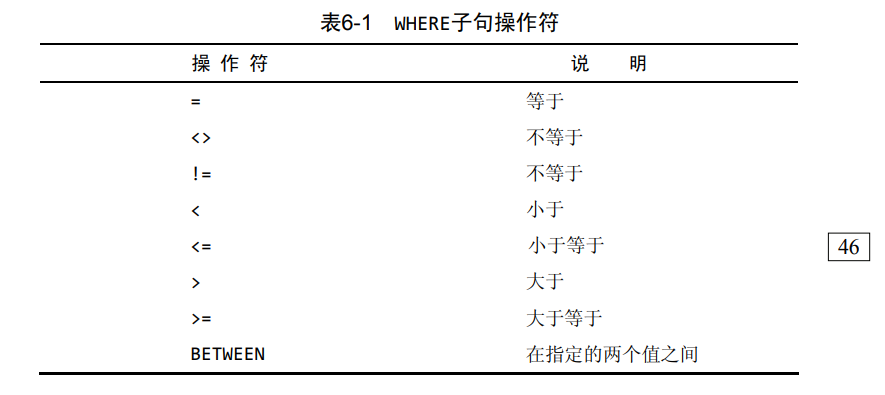 表6-1 WHERE子句操作符
操 作 符 说 明
= 等于
<> 不等于
!= 不等于
< 小于
<= 小于等于
46
> 大于
>= 大于等于
BETWEEN 在指定的两个值之间